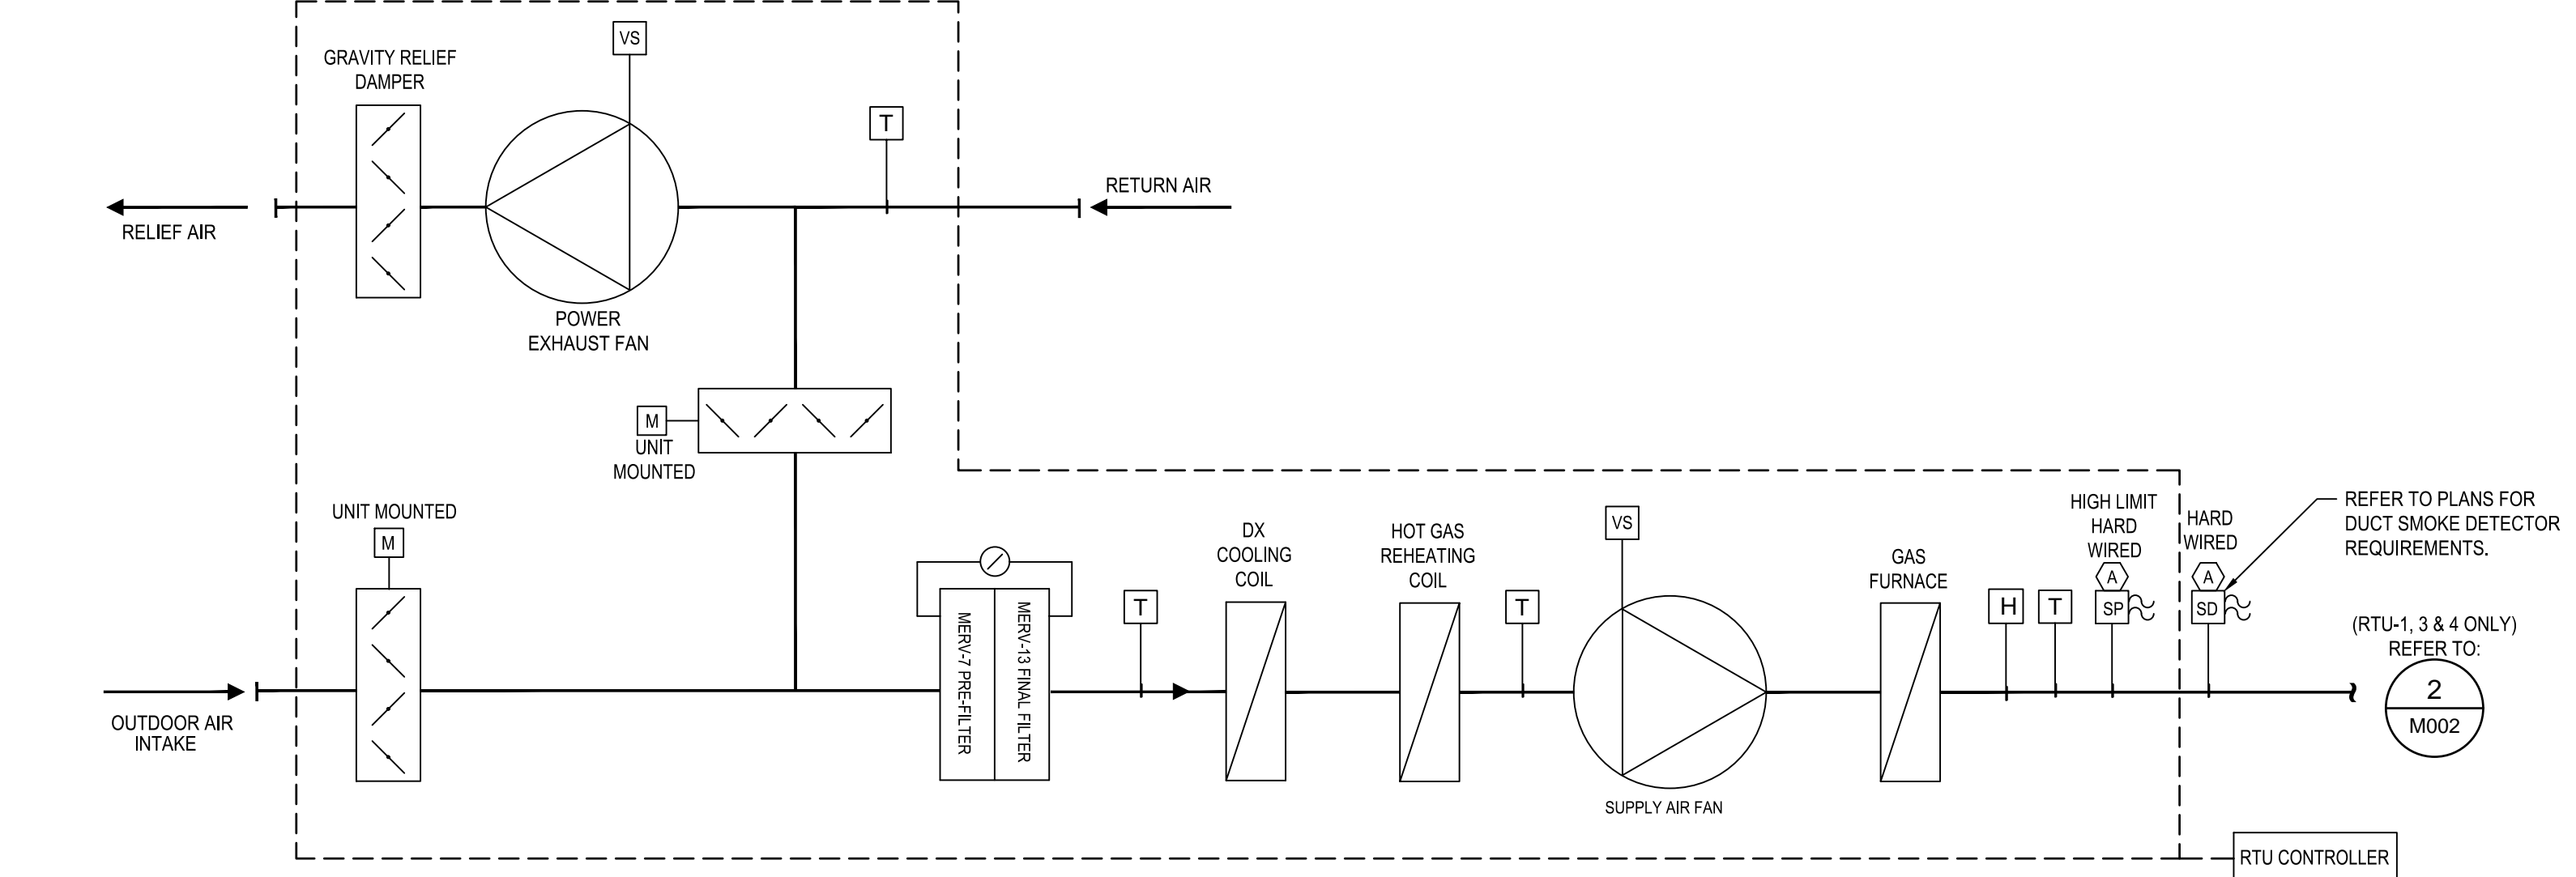 VS
GRAVITY RELIEF
DAMPER
T
RETURN AIR
RELIEF AIR
POWER
EXHAUST FAN
M
UNIT
MOUNTED
UNIT MOUNTED
M
DX
COOLING
COIL
HOT GAS
REHEATING
COIL
VS
GAS
FURNACE
HIGH LIMIT
HARD
WIRED
A
SP
HARD
WIRED
A
SD
REFER TO PLANS FOR
DUCT SMOKE DETECTOR
REQUIREMENTS.
T
T
H
T
(RTU-1, 3 & 4 ONLY)
REFER TO:
2
M002
MERV-7 PRE-FILTER
MERV-13 FINAL FILTER
OUTDOOR AIR
INTAKE
SUPPLY AIR FAN
RTU CONTROLLER